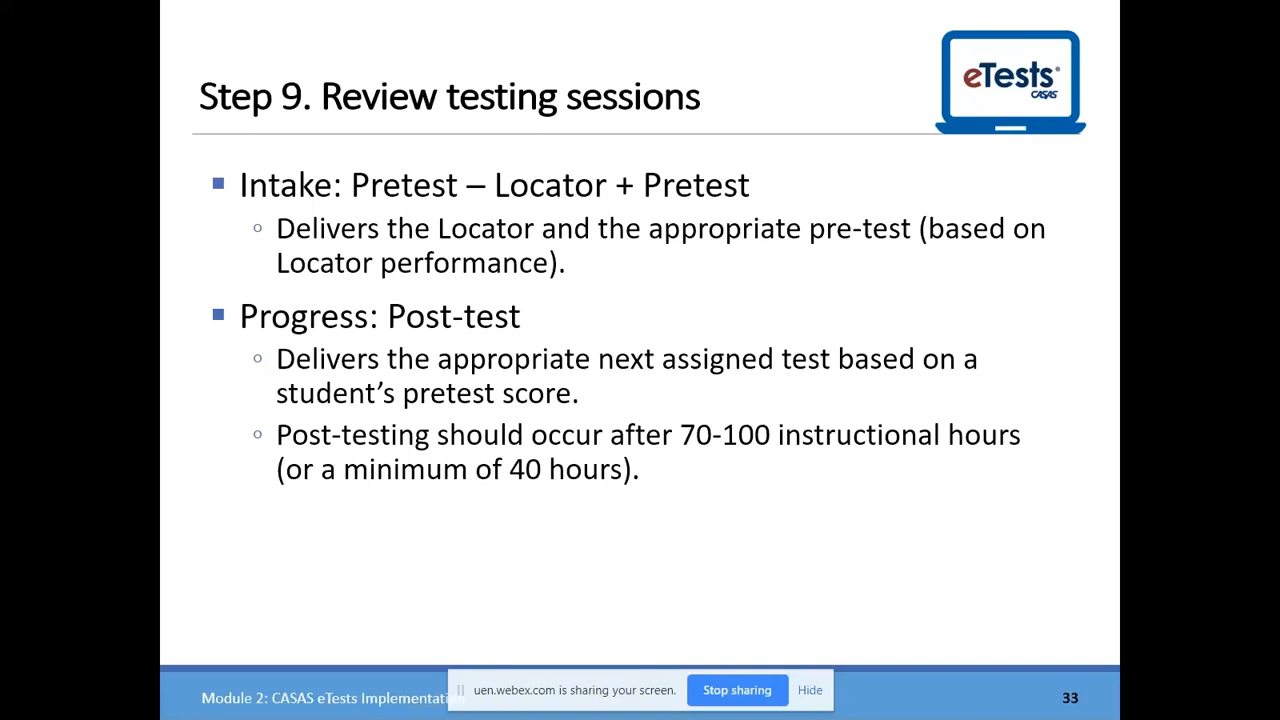 eTests®
CASAS
Step 9. Review testing sessions
Intake: Pretest – Locator + Pretest
Delivers the Locator and the appropriate pre-test (based on
Locator performance).
Progress: Post-test
Delivers the appropriate next assigned test based on a
student’s pretest score.
Post-testing should occur after 70-100 instructional hours
(or a minimum of 40 hours).
Module 2: CASAS eTests
uen.webex.com is sharing your screen.
Stop sharing
Hide
33